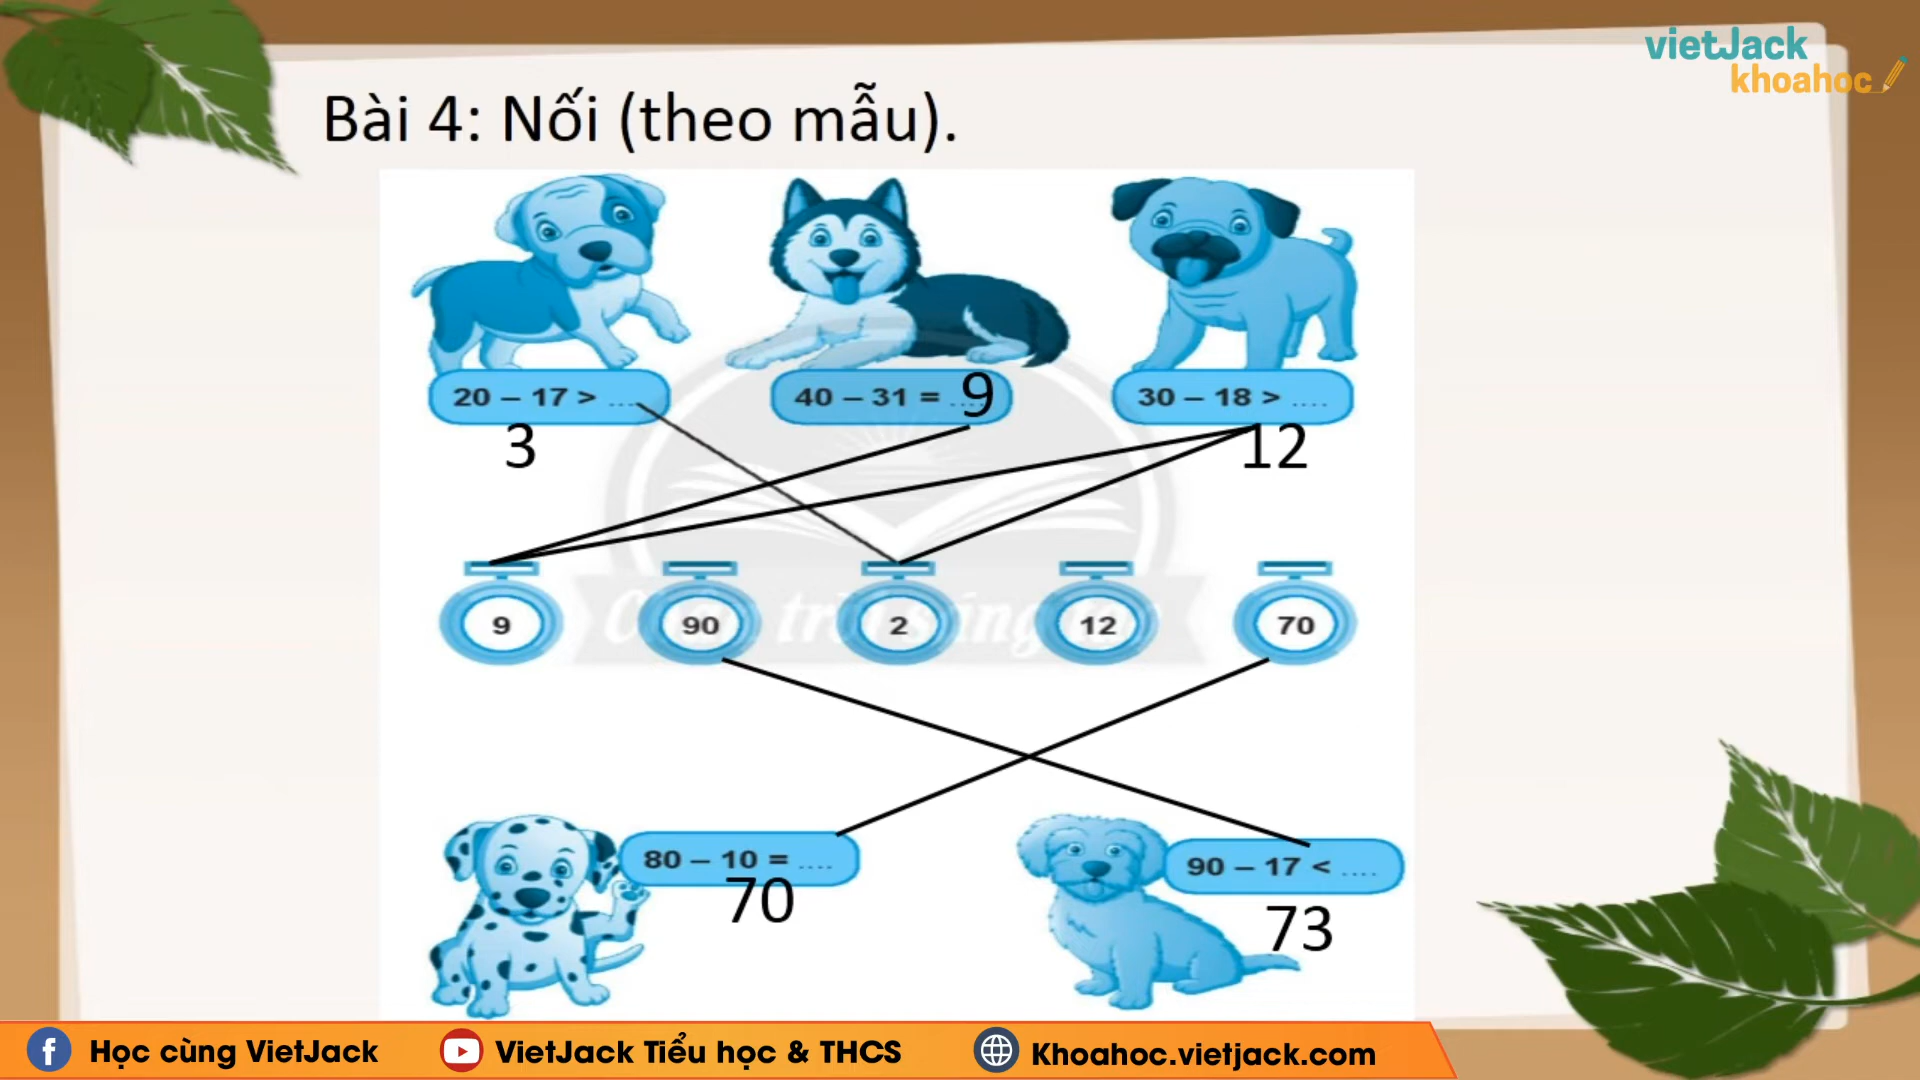 vietJack
khoahoc
Bài 4: Nối (theo mẫu).
20 – 17 > ....
40 – 31 = .... 9
30 – 18 > ....
3
12
9
90
2
12
70
80 – 10 = ....
90 – 17 < ....
70
73
Học cùng VietJack
VietJack Tiểu học & THCS
Khoahoc.vietjack.com